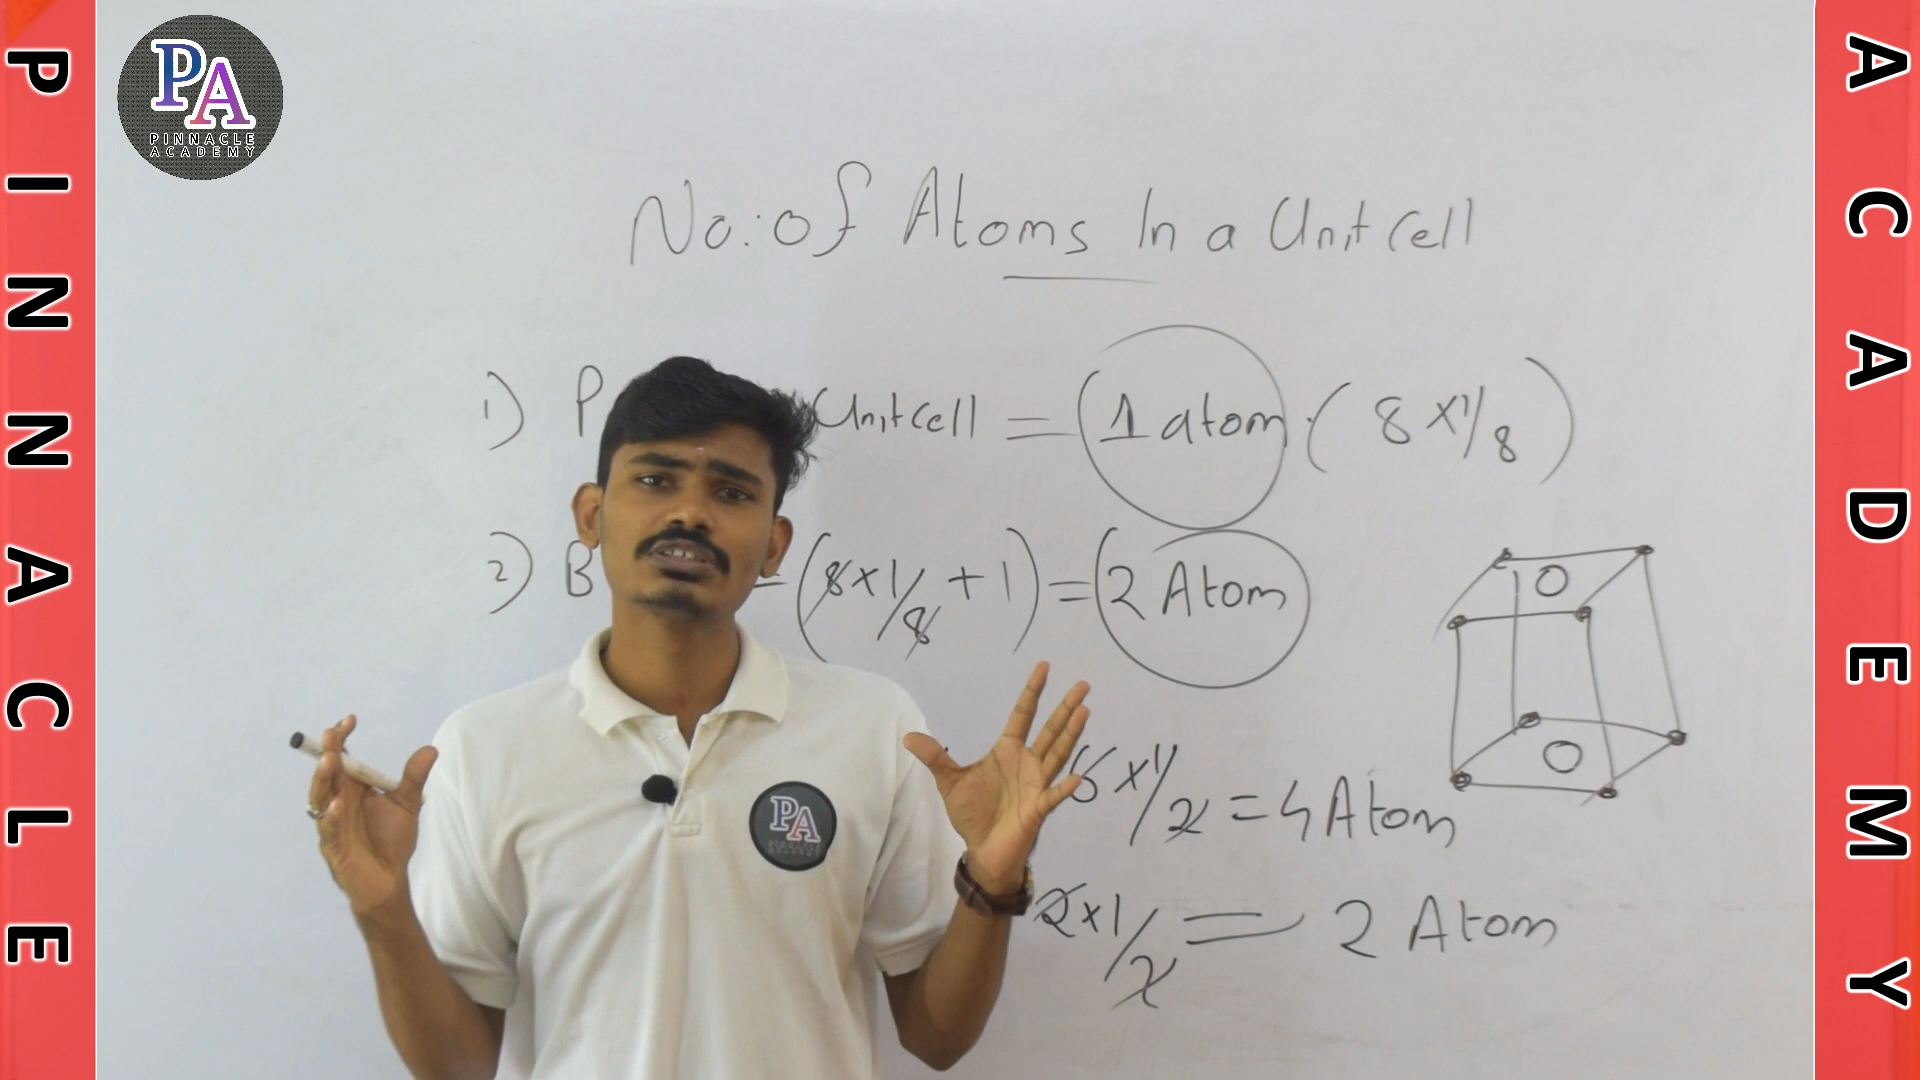 PINNACLE
PA
PINNACLE
ACADEMY
No: of Atoms In a Unit Cell
1) P Unit cell = 1 atom. ( 8 x 1/8 )
2) B = (8 x 1/8 + 1) = 2 Atom
6 x 1/2 = 4 Atom
2 x 1/2 = 2 Atom
PA
ACADEMY